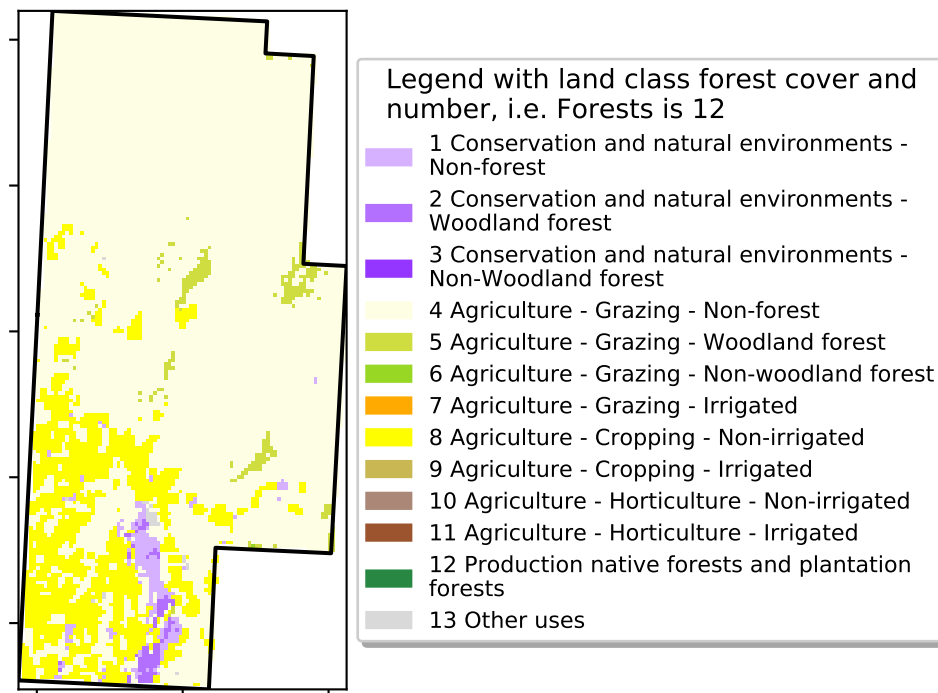 Legend with land class forest cover and
number, i.e. Forests is 12
1 Conservation and natural environments -
Non-forest
2 Conservation and natural environments -
Woodland forest
3 Conservation and natural environments -
Non-Woodland forest
4 Agriculture - Grazing - Non-forest
5 Agriculture - Grazing - Woodland forest
6 Agriculture - Grazing - Non-woodland forest
7 Agriculture - Grazing - Irrigated
8 Agriculture - Cropping - Non-irrigated
9 Agriculture - Cropping - Irrigated
10 Agriculture - Horticulture - Non-irrigated
11 Agriculture - Horticulture - Irrigated
12 Production native forests and plantation
forests
13 Other uses